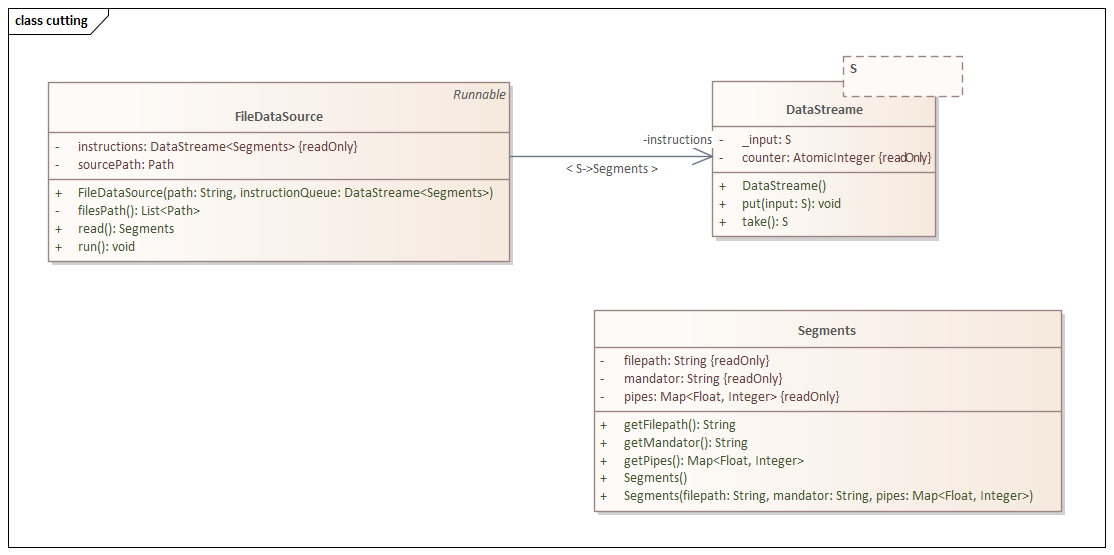 class cutting
Runnable
FileDataSource
- instructions: DataStreame<Segments> {readOnly}
- sourcePath: Path
+ FileDataSource(path: String, instructionQueue: DataStreame<Segments>)
- filesPath(): List<Path>
+ read(): Segments
+ run(): void
-instructions
< S->Segments >
S
DataStreame
- _input: S
- counter: AtomicInteger {readOnly}
+ DataStreame()
+ put(input: S): void
+ take(): S
Segments
- filepath: String {readOnly}
- mandator: String {readOnly}
- pipes: Map<Float, Integer> {readOnly}
+ getFilepath(): String
+ getMandator(): String
+ getPipes(): Map<Float, Integer>
+ Segments()
+ Segments(filepath: String, mandator: String, pipes: Map<Float, Integer>)